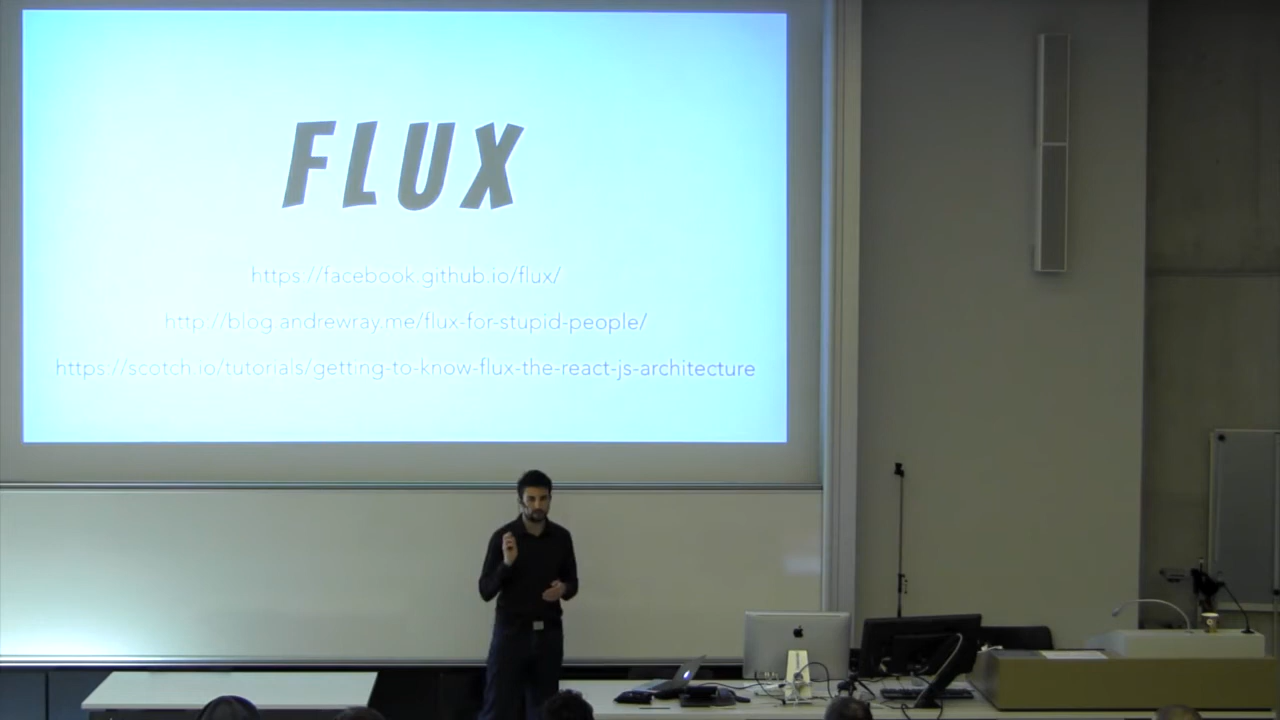 FLUX
https://facebook.github.io/flux/
http://blog.andrewray.me/flux-for-stupid-people/
https://scotch.io/tutorials/getting-to-know-flux-the-react-js-architecture